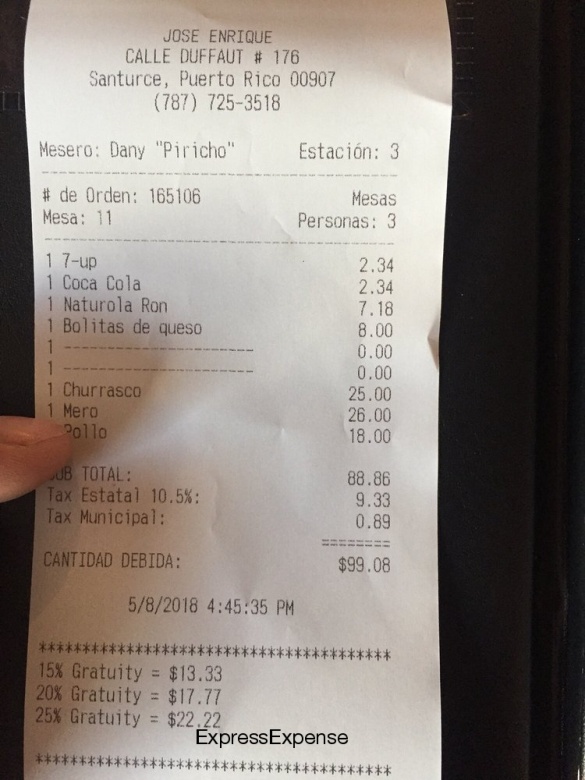 JOSE ENRIQUE
CALLE DUFFAUT # 176
Santurce, Puerto Rico 00907
(787) 725-3518
Mesero: Dany "Piricho" Estación: 3
----------------------------------------
# de Orden: 165106 Mesas
Mesa: 11 Personas: 3
----------------------------------------
1 7-up 2.34
1 Coca Cola 2.34
1 Naturola Ron 7.18
1 Bolitas de queso 8.00
1 --------------------- 0.00
1 --------------------- 0.00
1 Churrasco 25.00
1 Mero 26.00
Pollo 18.00
SUB TOTAL: 88.86
Tax Estatal 10.5%: 9.33
Tax Municipal: 0.89
========
CANTIDAD DEBIDA: $99.08
5/8/2018 4:45:35 PM
****************************************
15% Gratuity = $13.33
20% Gratuity = $17.77
25% Gratuity = $22.22
ExpressExpense
****************************************